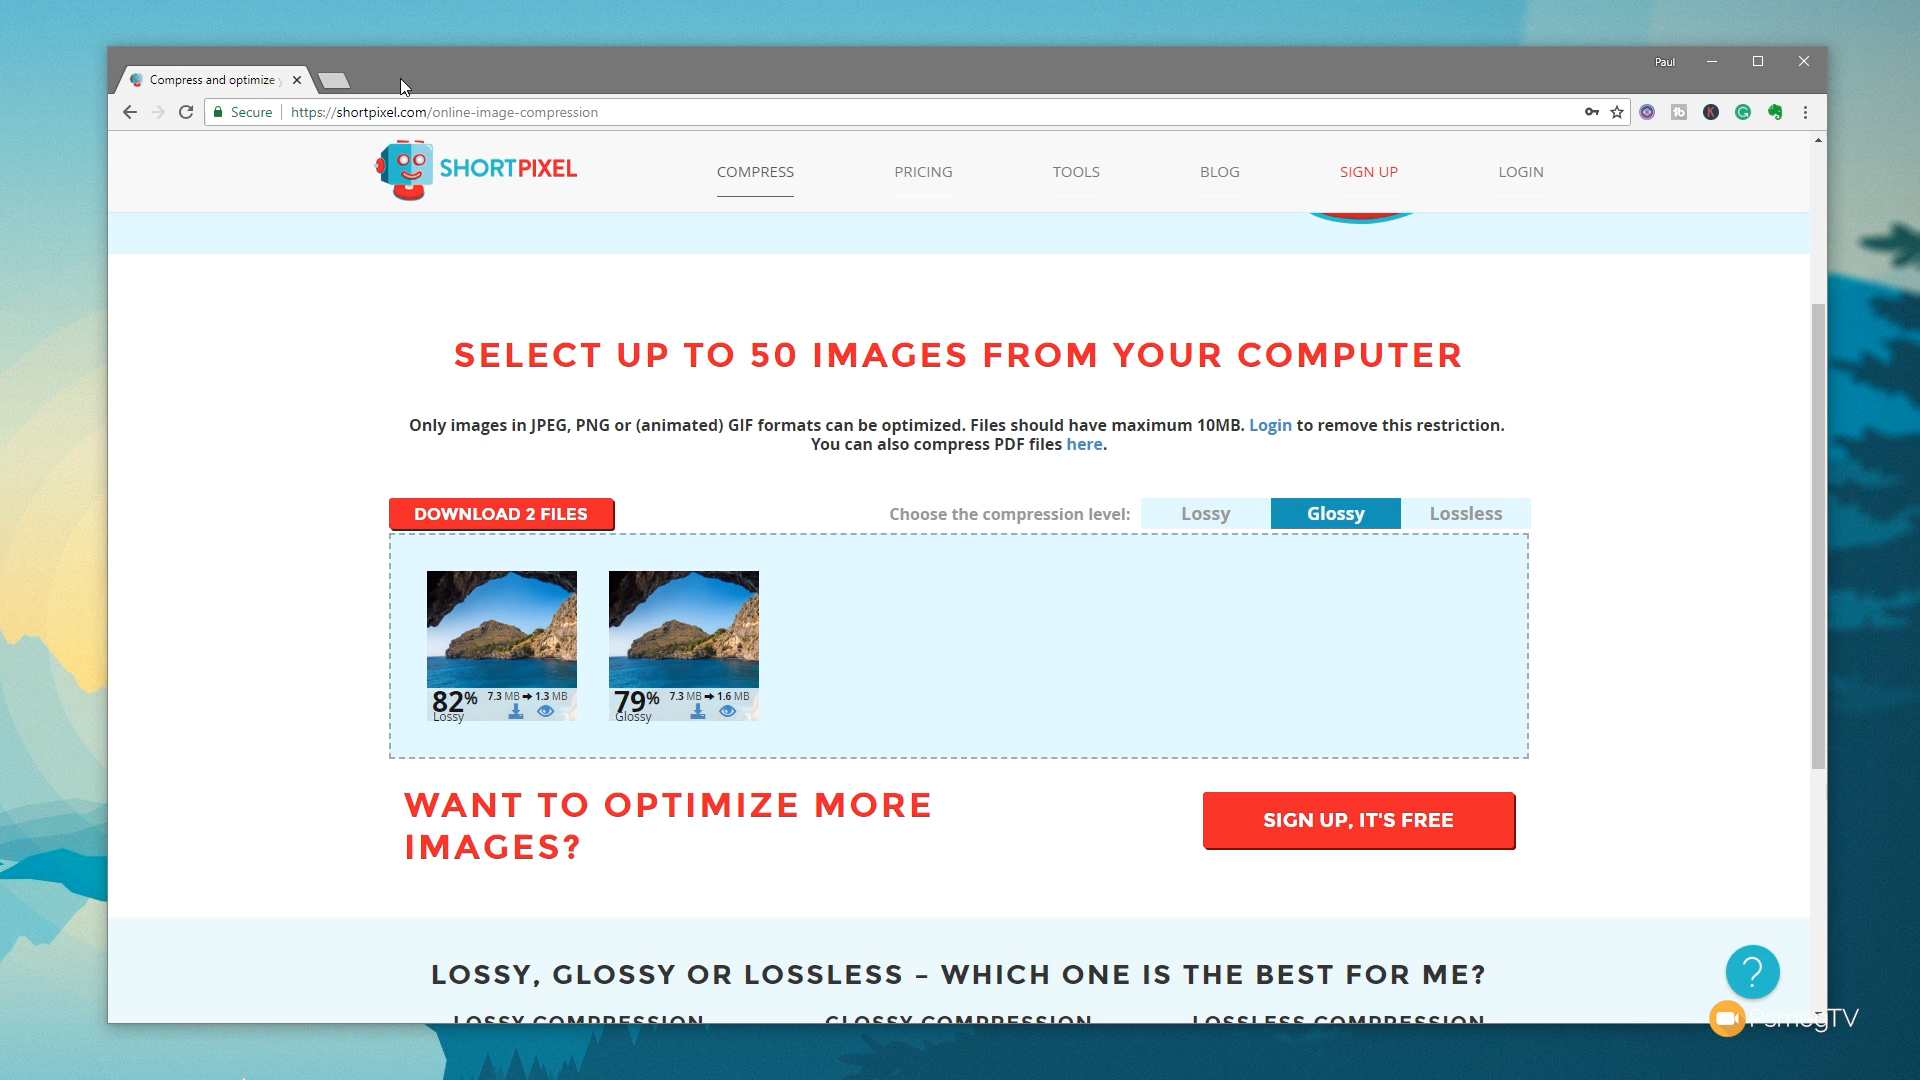 Paul
Compress and optimize
Secure
https://shortpixel.com/online-image-compression
SHORTPIXEL
COMPRESS
PRICING
TOOLS
BLOG
SIGN UP
LOGIN
SELECT UP TO 50 IMAGES FROM YOUR COMPUTER
Only images in JPEG, PNG or (animated) GIF formats can be optimized. Files should have maximum 10MB. Login to remove this restriction.
You can also compress PDF files here.
DOWNLOAD 2 FILES
Choose the compression level:
Lossy
Glossy
Lossless
82% 7.3 MB ➡ 1.3 MB
Lossy
79% 7.3 MB ➡ 1.6 MB
Glossy
WANT TO OPTIMIZE MORE
IMAGES?
SIGN UP, IT'S FREE
LOSSY, GLOSSY OR LOSSLESS – WHICH ONE IS THE BEST FOR ME?
LOSSY COMPRESSION
GLOSSY COMPRESSION
LOSSLESS COMPRESSION
?
PsmegTV